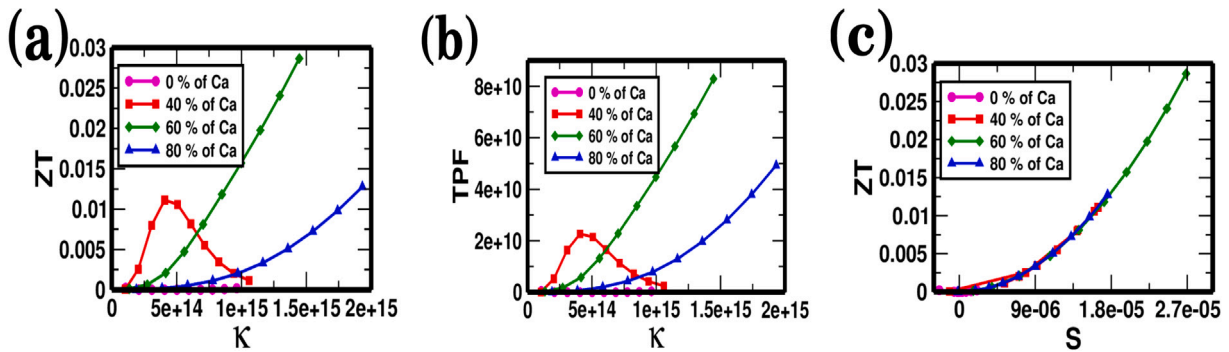 (a)
ZT
0.03
0.025
0.02
0.015
0.01
0.005
0
0 % of Ca
40 % of Ca
60 % of Ca
80 % of Ca
0 5e+14 1e+15 1.5e+15 2e+15
κ
(b)
TPF
8e+10
6e+10
4e+10
2e+10
0
0 % of Ca
40 % of Ca
60 % of Ca
80 % of Ca
0 5e+14 1e+15 1.5e+15 2e+15
κ
(c)
ZT
0.03
0.025
0.02
0.015
0.01
0.005
0
0 % of Ca
40 % of Ca
60 % of Ca
80 % of Ca
0 9e-06 1.8e-05 2.7e-05
S